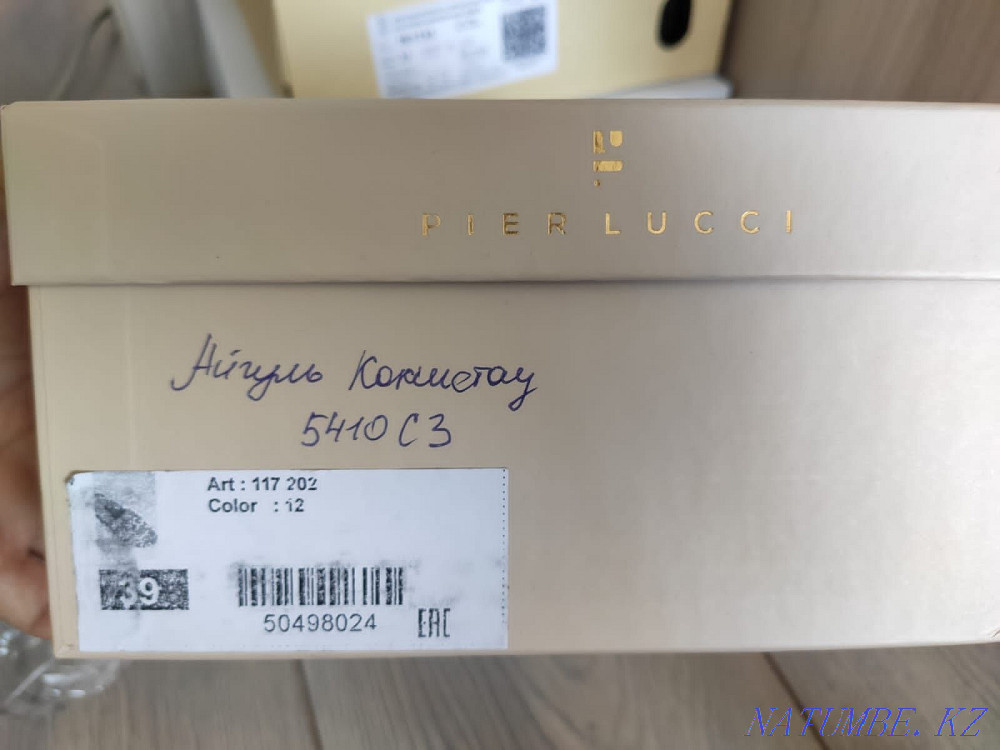 PIER LUCCI
Айгуль Кокшетау
5410 С3
Art : 117 202
Color : 12
39
50498024
EAC
NATUMBE. KZ